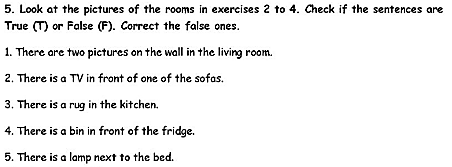 5. Look at the pictures of the rooms in exercises 2 to 4. Check if the sentences are
True (T) or False (F). Correct the false ones.
1. There are two pictures on the wall in the living room.
2. There is a TV in front of one of the sofas.
3. There is a rug in the kitchen.
4. There is a bin in front of the fridge.
5. There is a lamp next to the bed.